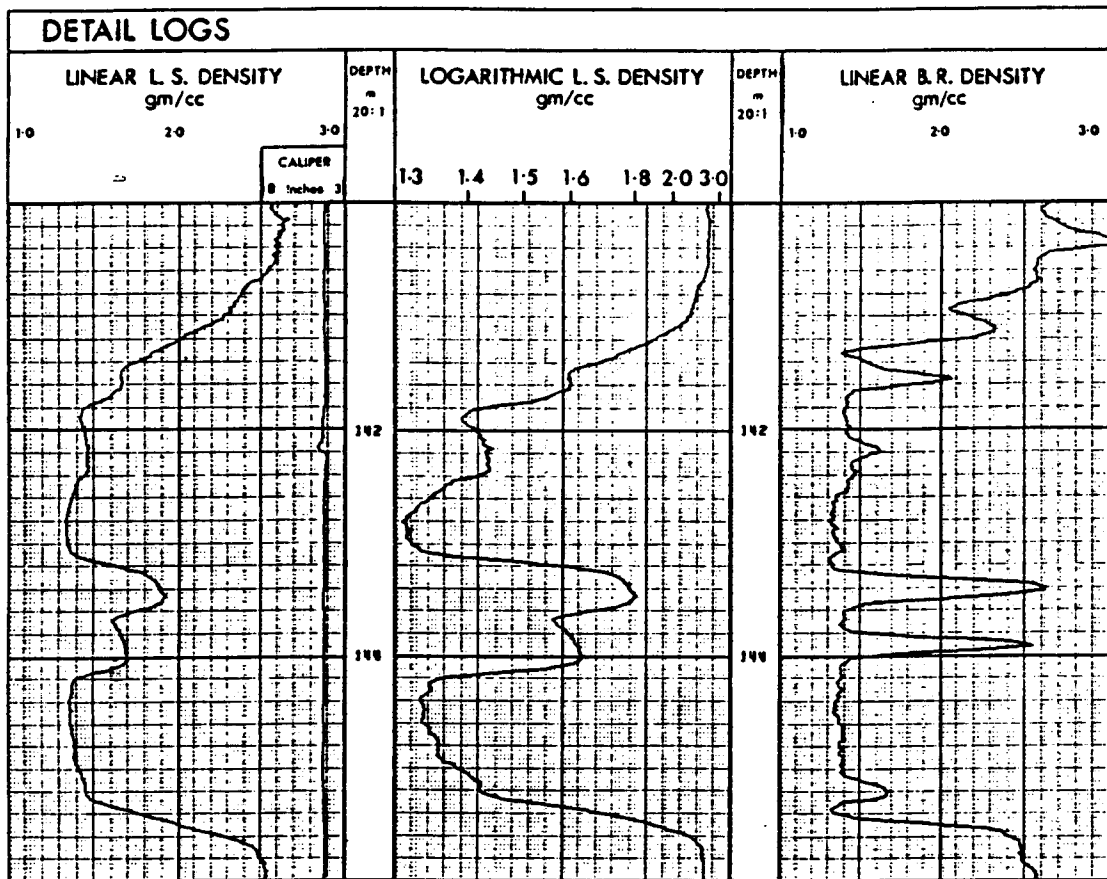 DETAIL LOGS
LINEAR L. S. DENSITY
gm/cc
1·0 2·0 3·0
CALIPER
8 Inches 3
DEPTH
m
20:1
LOGARITHMIC L. S. DENSITY
gm/cc
1·3 1·4 1·5 1·6 1·8 2·0 3·0
DEPTH
m
20:1
LINEAR B. R. DENSITY
gm/cc
1·0 2·0 3·0
142 142
144 144